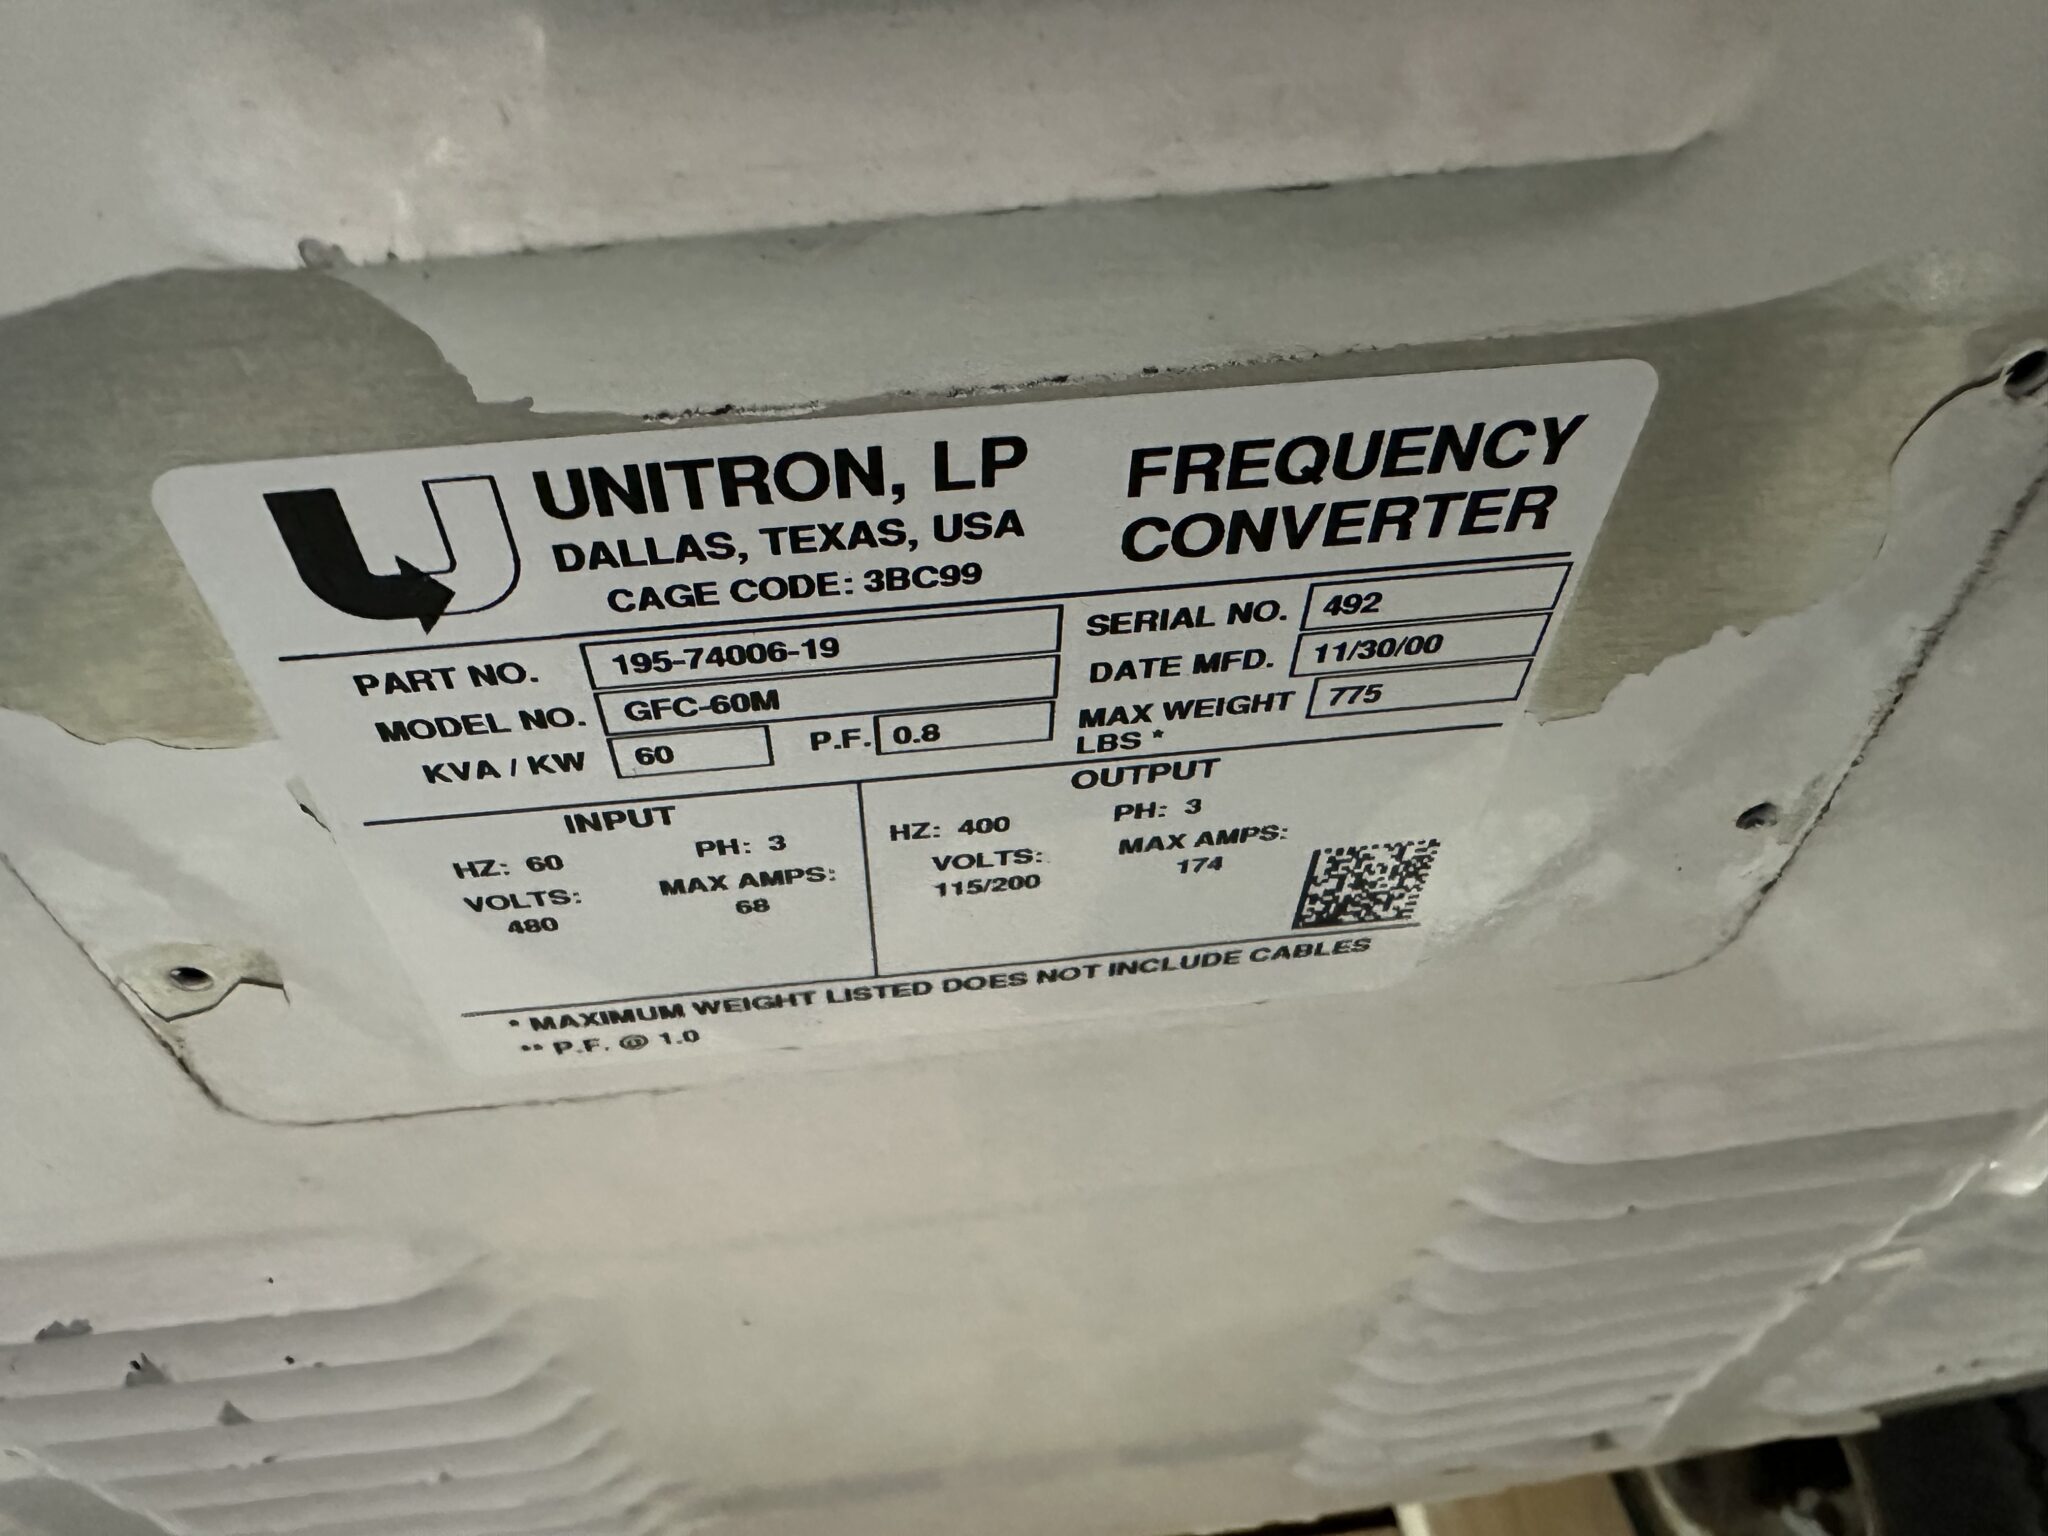 UNITRON, LP
DALLAS, TEXAS, USA
CAGE CODE: 3BC99
FREQUENCY
CONVERTER
PART NO. 195-74006-19
MODEL NO. GFC-60M
KVA / KW 60 P.F. 0.8
SERIAL NO. 492
DATE MFD. 11/30/00
MAX WEIGHT 775
LBS *
INPUT
HZ: 60 PH: 3
VOLTS: MAX AMPS:
480 68
OUTPUT
HZ: 400 PH: 3
VOLTS: MAX AMPS:
115/200 174
* MAXIMUM WEIGHT LISTED DOES NOT INCLUDE CABLES
** P.F. @ 1.0